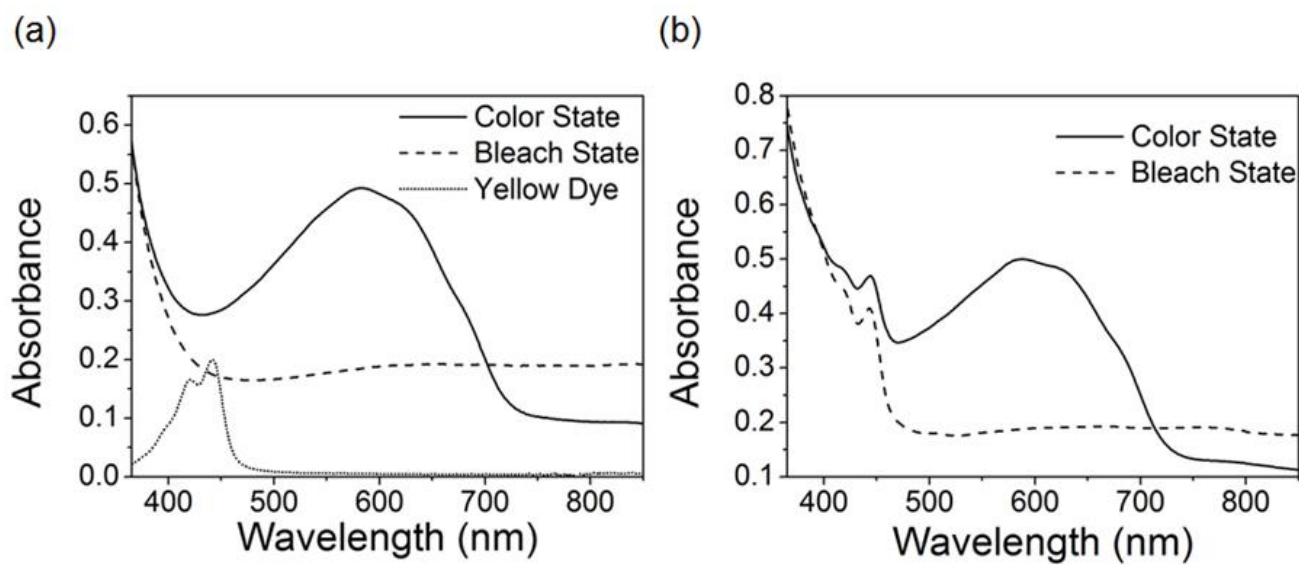 (a)
0.6
0.5
0.4
0.3
0.2
0.1
0.0
Absorbance
Color State
Bleach State
Yellow Dye
400 500 600 700 800
Wavelength (nm)
(b)
0.8
0.7
0.6
0.5
0.4
0.3
0.2
0.1
Absorbance
Color State
Bleach State
400 500 600 700 800
Wavelength (nm)